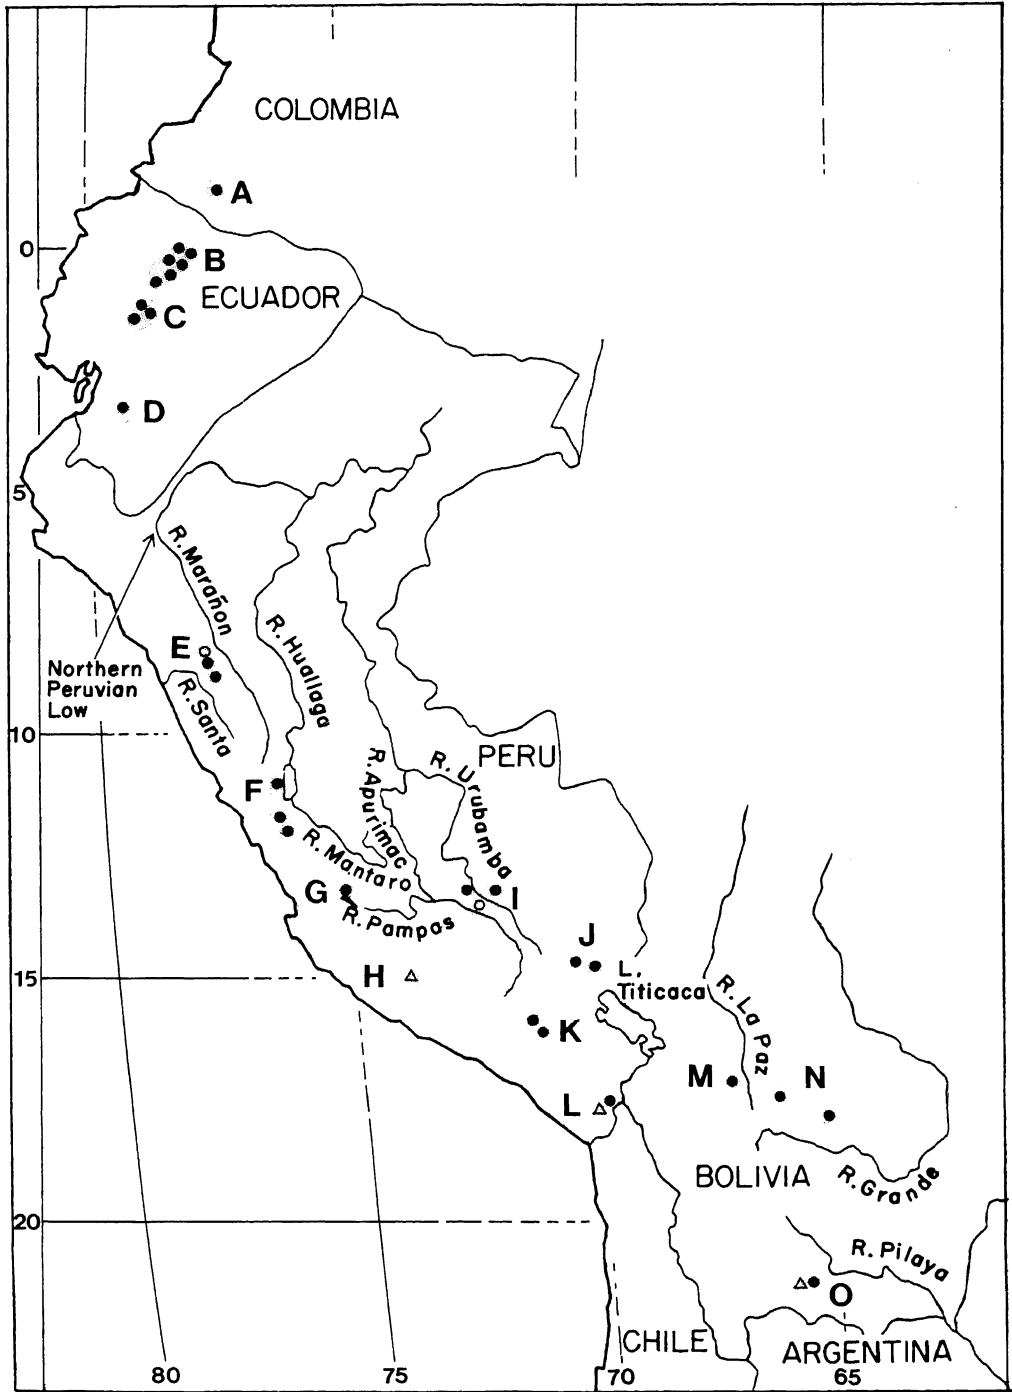 COLOMBIA
A
0
B
ECUADOR
C
D
5
R. Marañon
E
R. Huallaga
Northern
Peruvian
Low
R. Santa
10
PERU
R. Urubamba
R. Apurimac
F
R. Mantaro
G
I
R. Pampas
J
H
15
L.
Titicaca
R. La Paz
K
M
N
L
BOLIVIA
R. Grande
20
R. Pilaya
O
CHILE
ARGENTINA
80
75
70
65